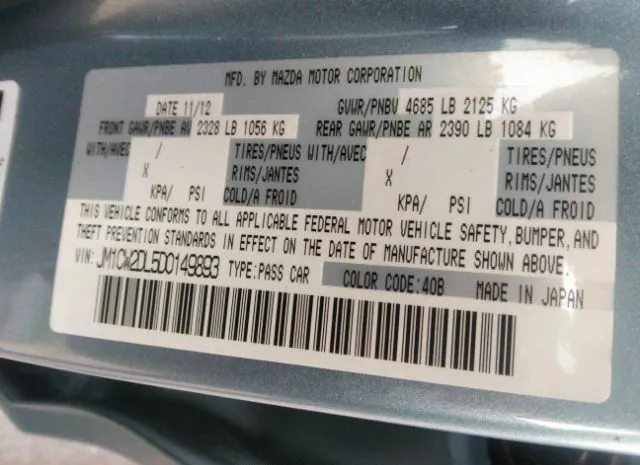 MFD. BY MAZDA MOTOR CORPORATION
DATE 11/12 GVWR/PNBV 4685 LB 2125 KG
FRONT GAWR/PNBE AV 2328 LB 1056 KG REAR GAWR/PNBE AR 2390 LB 1084 KG
WITH/AVEC / TIRES/PNEUS WITH/AVEC / TIRES/PNEUS
X RIMS/JANTES X RIMS/JANTES
KPA/ PSI COLD/A FROID KPA/ PSI COLD/A FROID
THIS VEHICLE CONFORMS TO ALL APPLICABLE FEDERAL MOTOR VEHICLE SAFETY, BUMPER, AND
THEFT PREVENTION STANDARDS IN EFFECT ON THE DATE OF MANUFACTURE SHOWN ABOVE.
VIN: JM1CW2DL5D0149893 TYPE: PASS CAR COLOR CODE: 40B MADE IN JAPAN